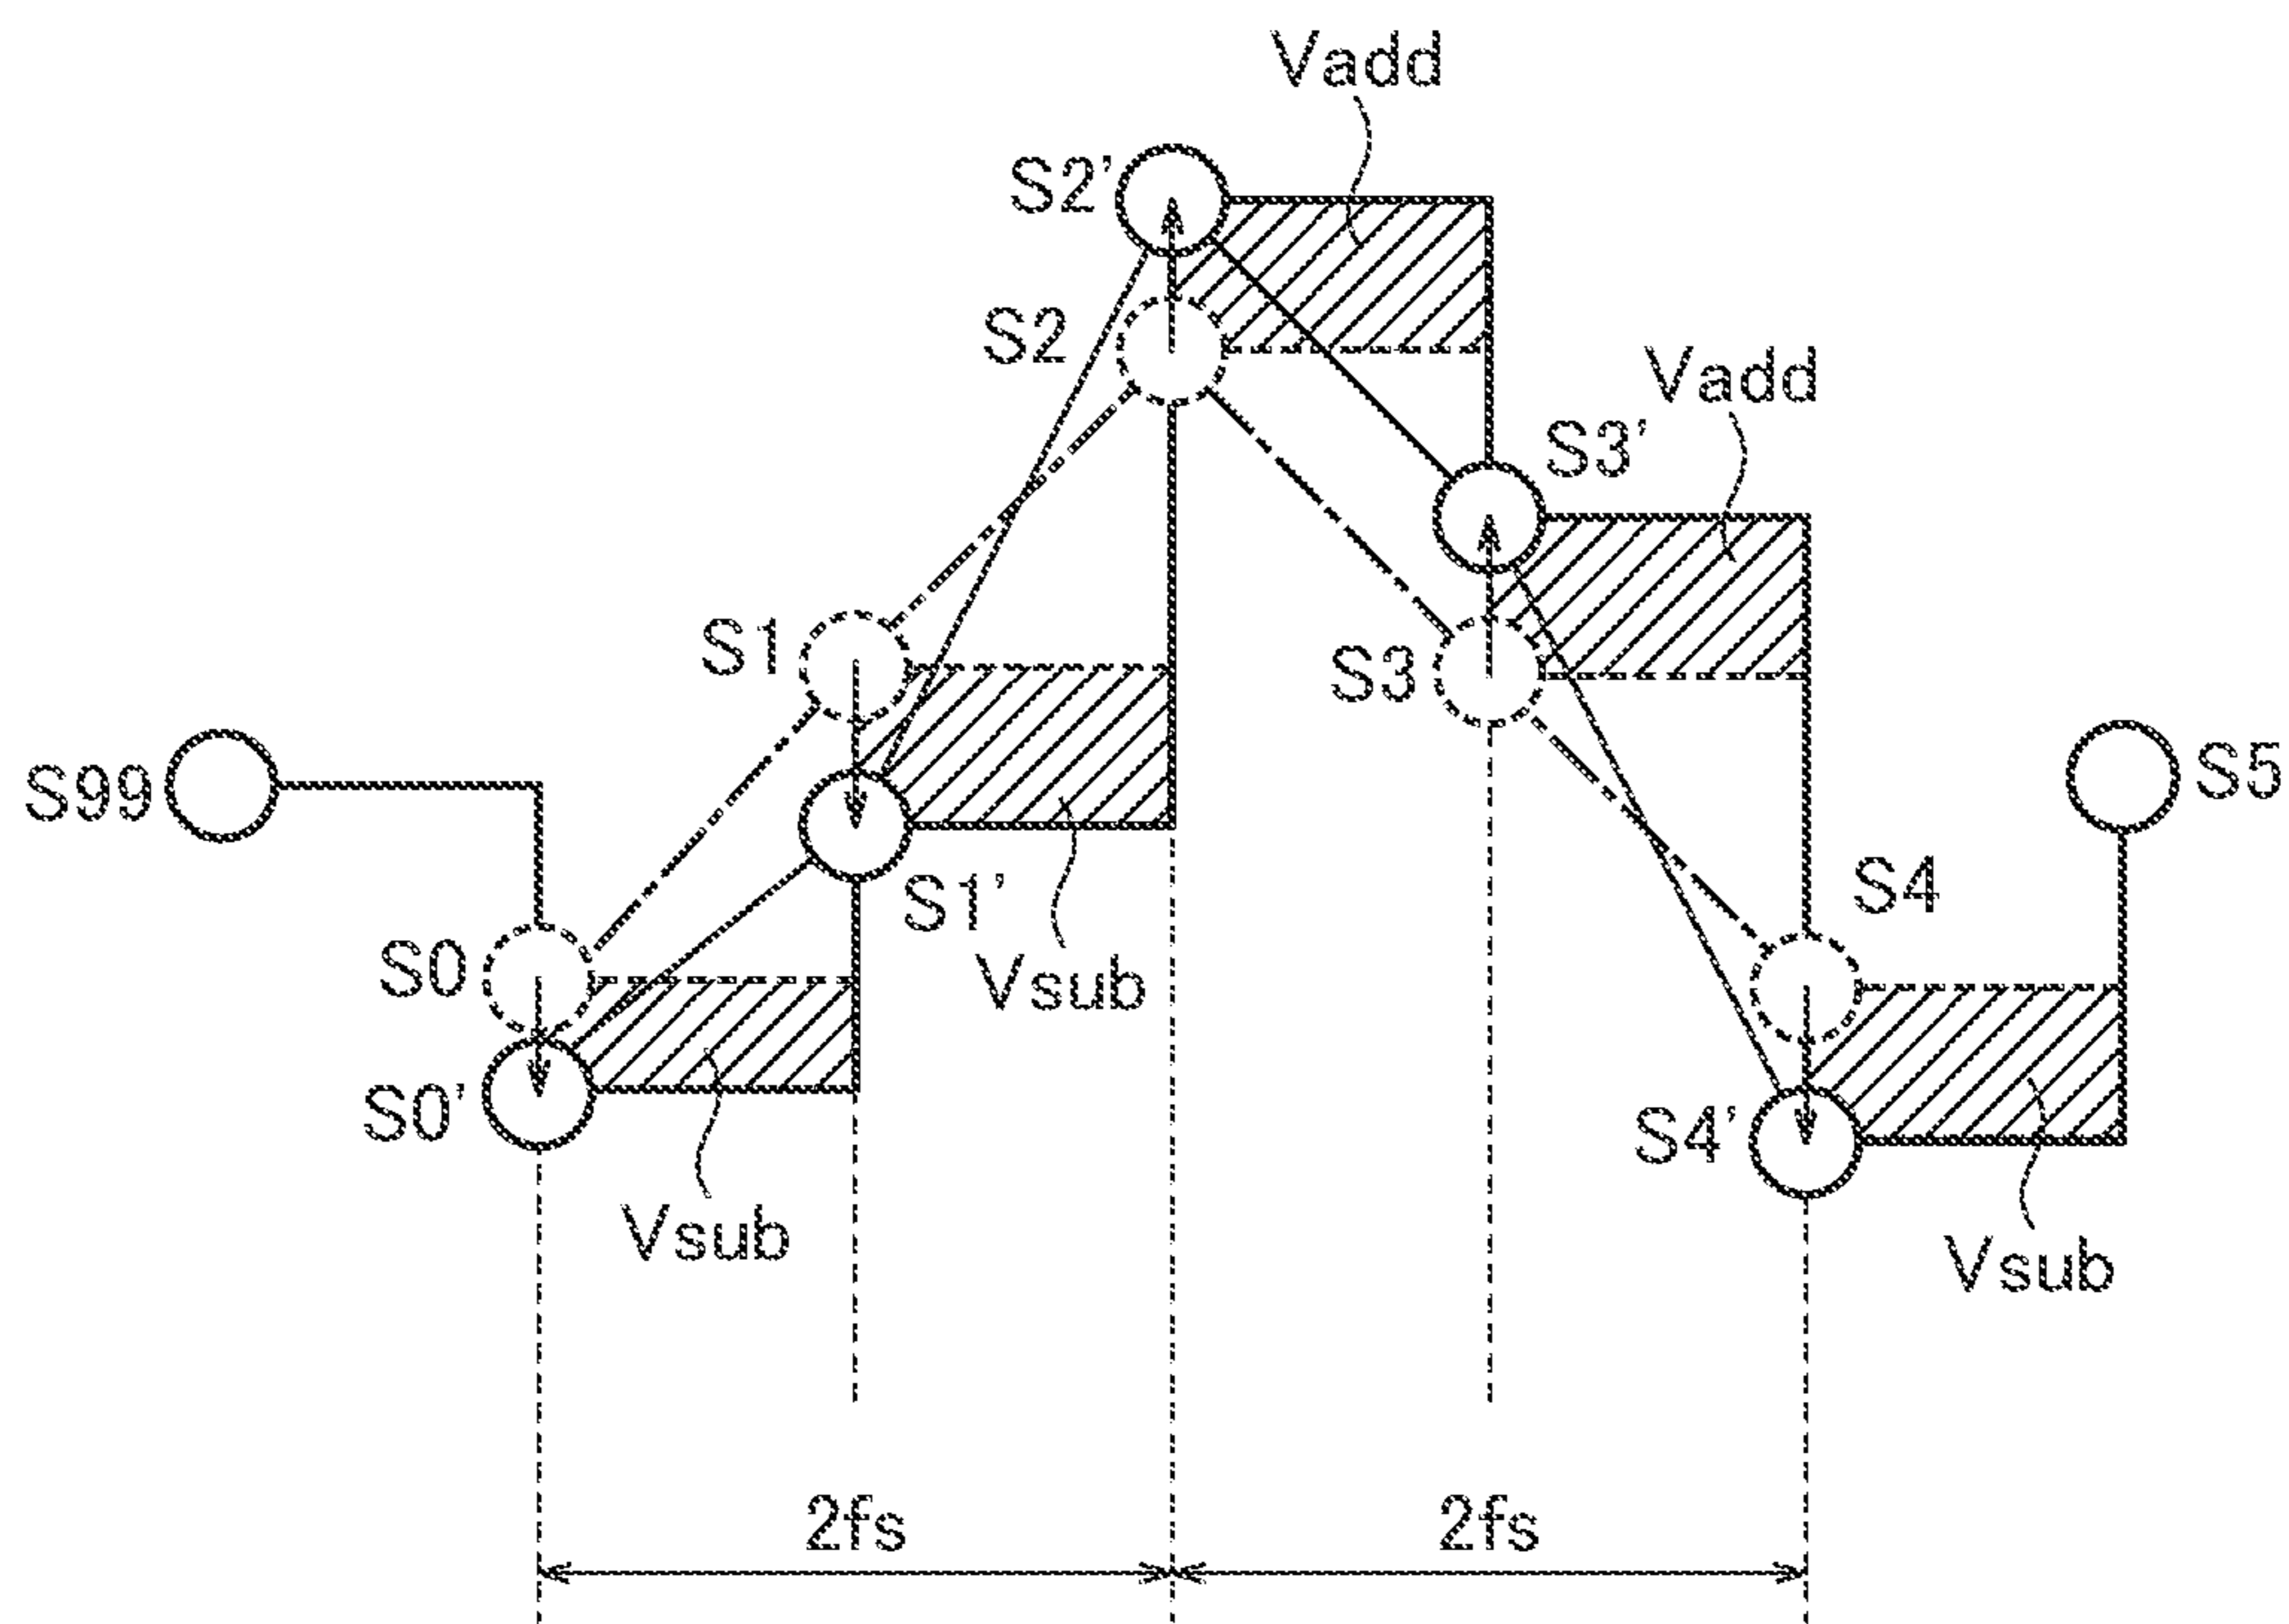 Vadd
S2'
S2
Vadd
S3'
S1
S3
S99
S5
S4
S1'
S0
Vsub
S0'
S4'
Vsub
Vsub
2fs
2fs